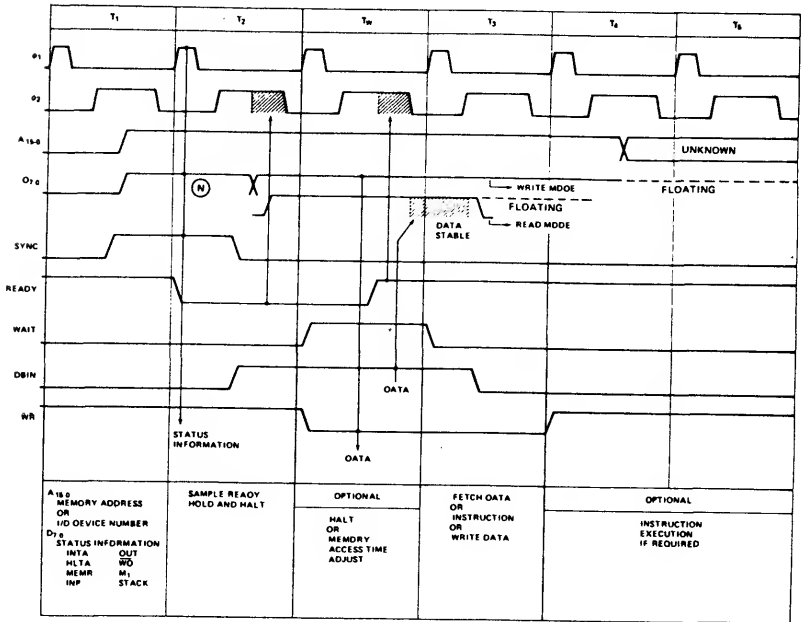 T1 T2 TW T3 T4 T5
ø1
ø2
A15-0
UNKNOWN
D7-0
N
WRITE MODE
FLOATING
FLOATING
DATA STABLE
READ MODE
SYNC
READY
WAIT
DBIN
DATA
WR
STATUS INFORMATION
DATA
A15-0
MEMORY ADDRESS
OR
I/O DEVICE NUMBER
D7-0
STATUS INFORMATION
INTA OUT
HLTA WO
MEMR M1
INP STACK
SAMPLE READY
HOLD AND HALT
OPTIONAL
HALT
OR
MEMORY
ACCESS TIME
ADJUST
FETCH DATA
OR
INSTRUCTION
OR
WRITE DATA
OPTIONAL
INSTRUCTION
EXECUTION
IF REQUIRED